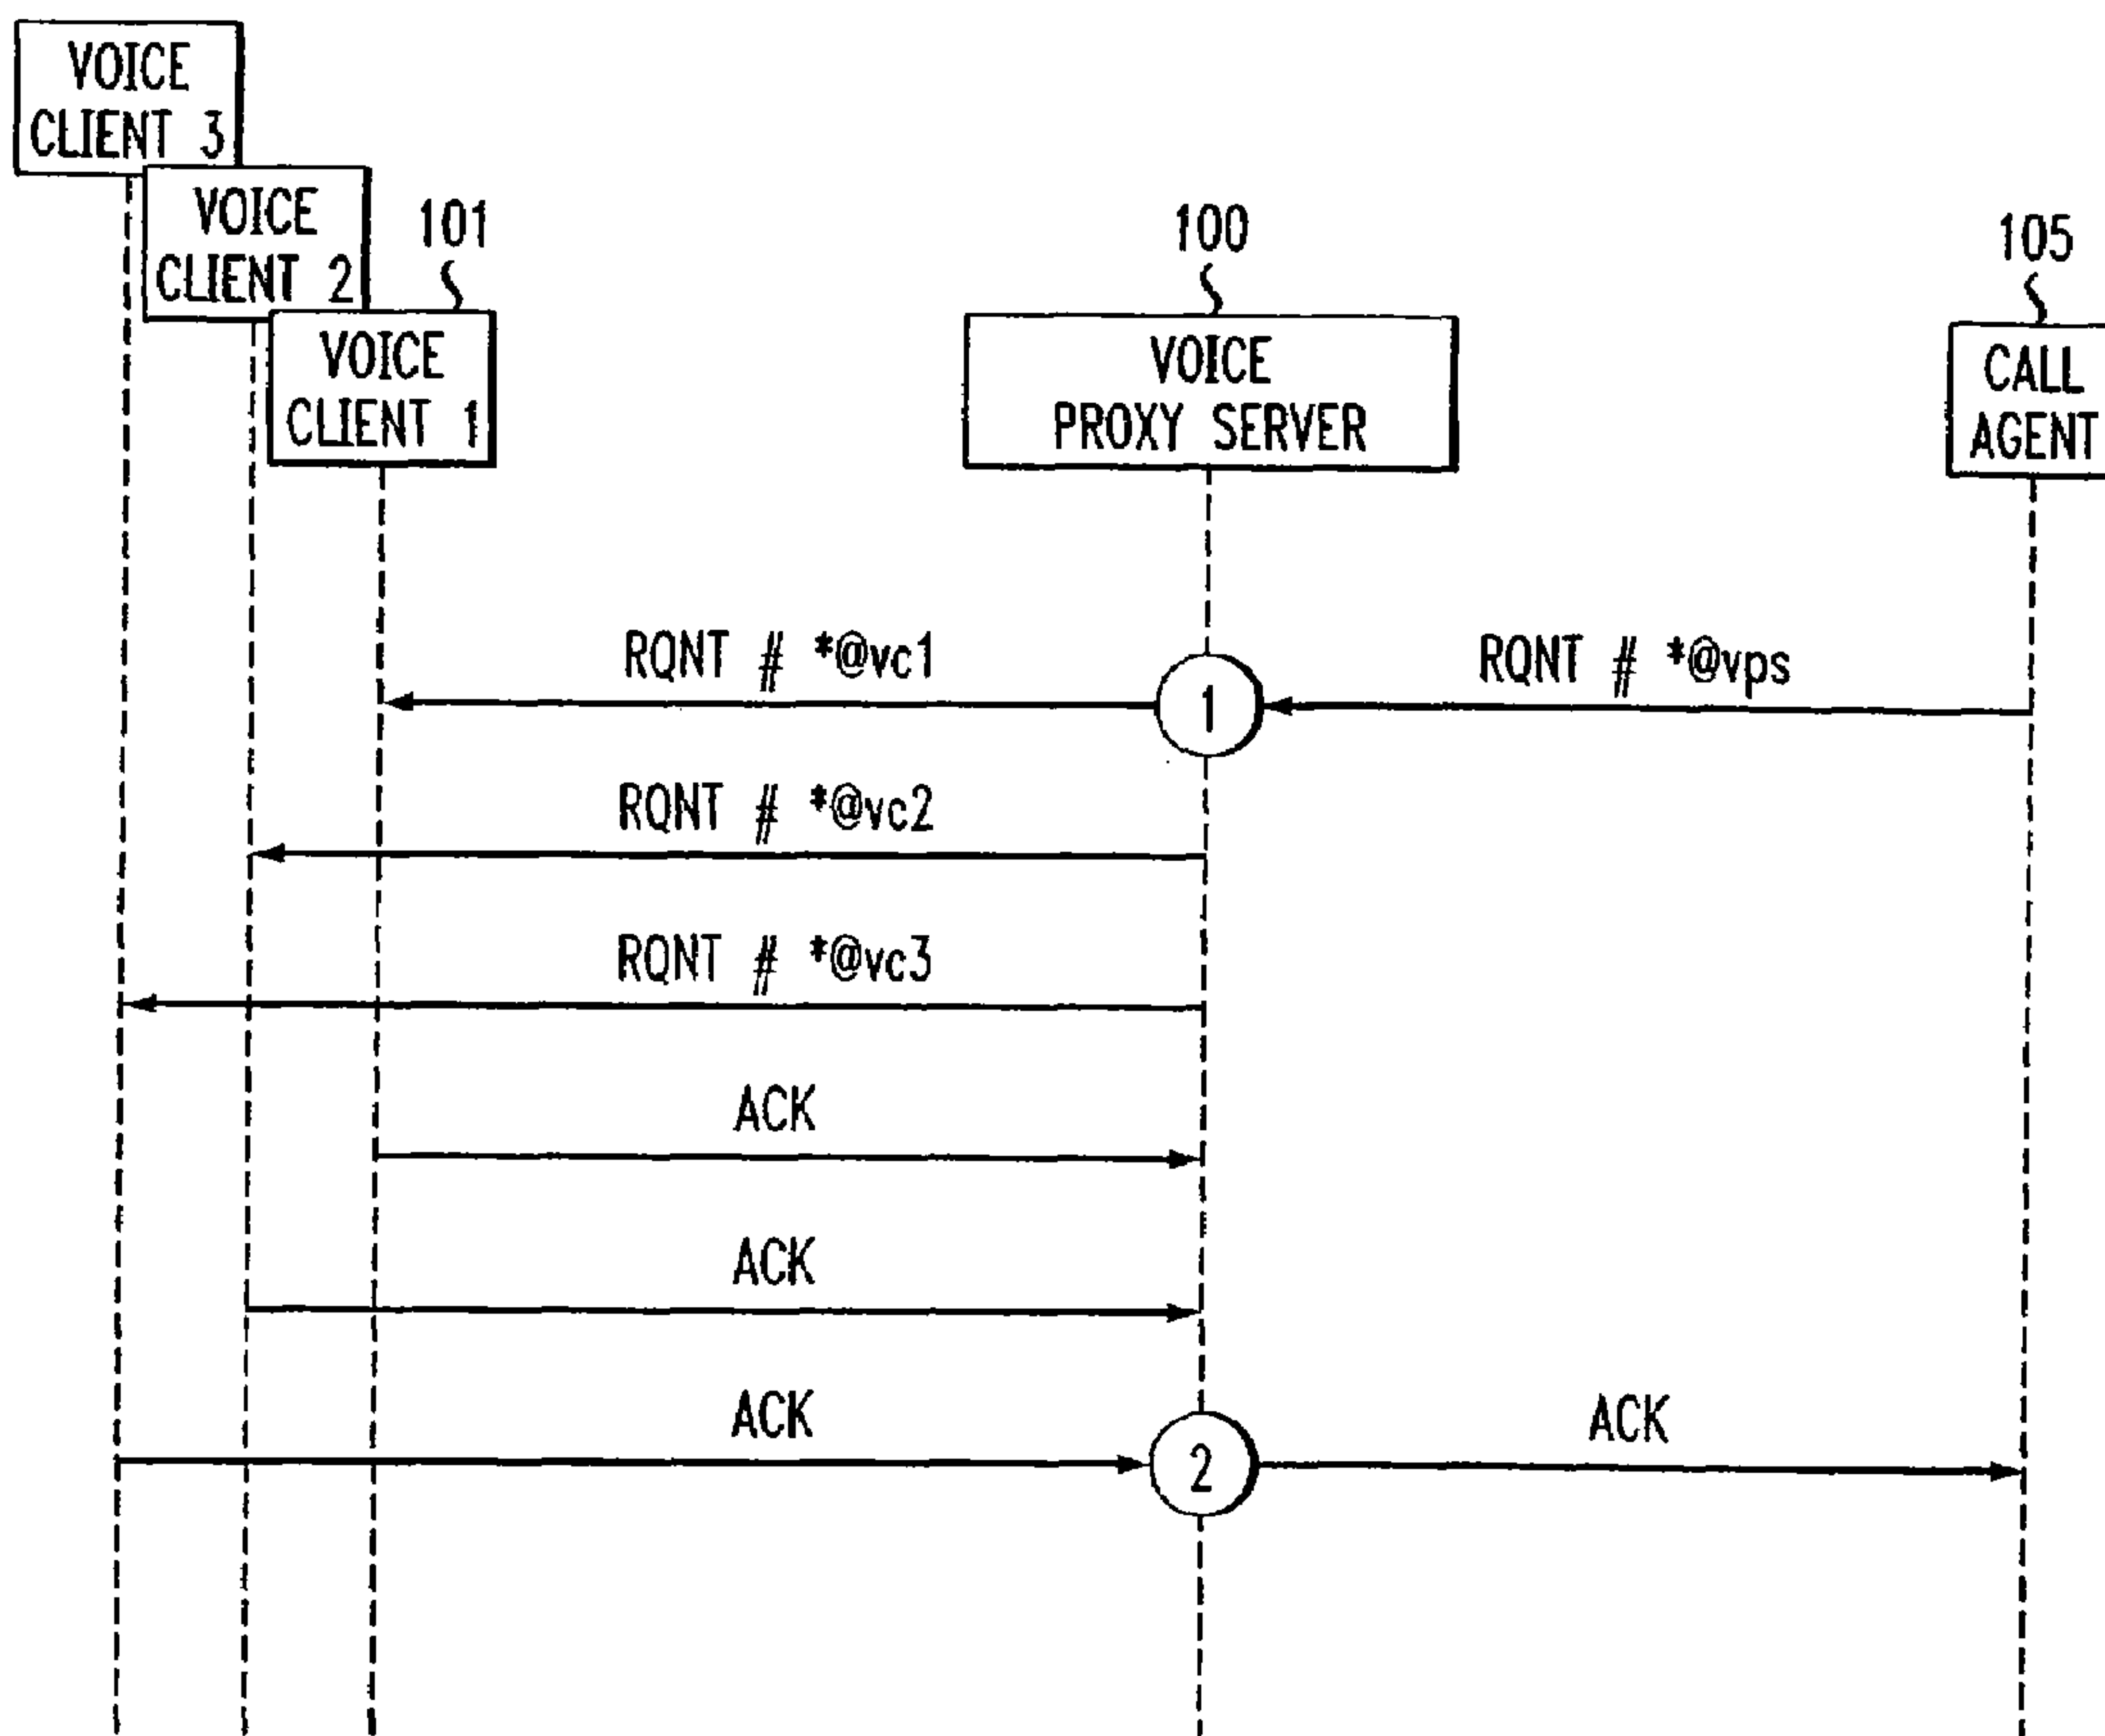 VOICE
CLIENT 3
VOICE
CLIENT 2
101
VOICE
CLIENT 1
100
VOICE
PROXY SERVER
105
CALL
AGENT
RQNT # *@vc1
1
RQNT # *@vps
RQNT # *@vc2
RQNT # *@vc3
ACK
ACK
ACK
2
ACK